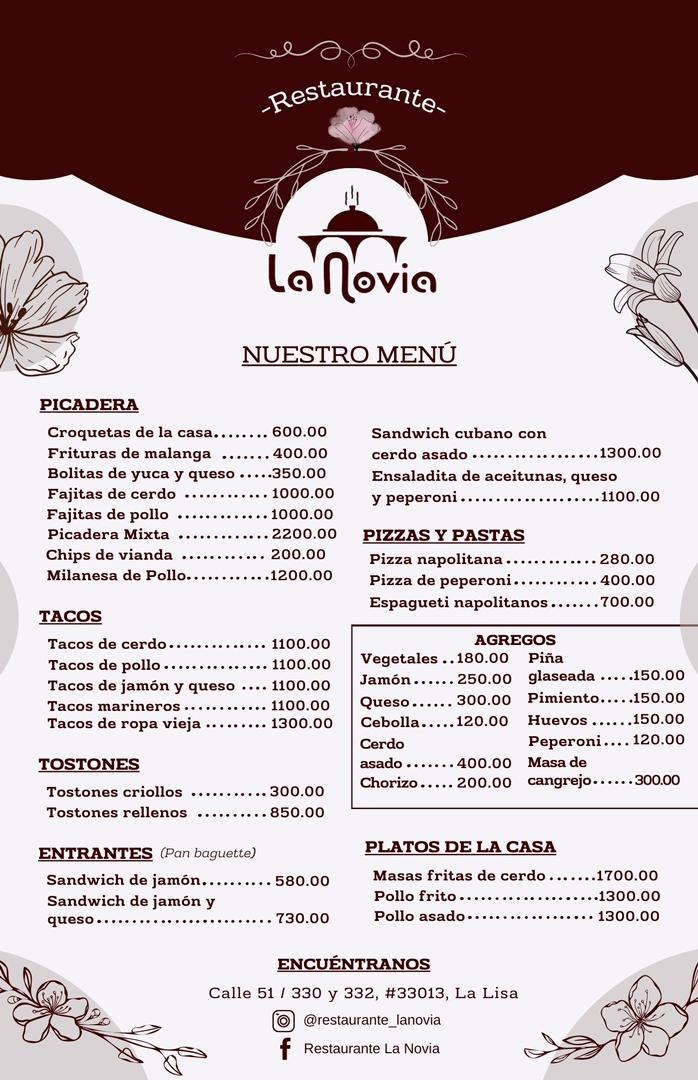 -Restaurante-
La Novia
NUESTRO MENÚ
PICADERA
Croquetas de la casa........ 600.00
Frituras de malanga ....... 400.00
Bolitas de yuca y queso .....350.00
Fajitas de cerdo ............ 1000.00
Fajitas de pollo ............. 1000.00
Picadera Mixta ............. 2200.00
Chips de vianda ............ 200.00
Milanesa de Pollo............1200.00
TACOS
Tacos de cerdo.............. 1100.00
Tacos de pollo .............. 1100.00
Tacos de jamón y queso .... 1100.00
Tacos marineros ............ 1100.00
Tacos de ropa vieja ......... 1300.00
TOSTONES
Tostones criollos ........... 300.00
Tostones rellenos .......... 850.00
ENTRANTES (Pan baguette)
Sandwich de jamón.......... 580.00
Sandwich de jamón y
queso......................... 730.00
Sandwich cubano con
cerdo asado ..................1300.00
Ensaladita de aceitunas, queso
y peperoni....................1100.00
PIZZAS Y PASTAS
Pizza napolitana ............. 280.00
Pizza de peperoni............ 400.00
Espagueti napolitanos .......700.00
AGREGOS
Vegetales ..180.00
Jamón...... 250.00
Queso...... 300.00
Cebolla..... 120.00
Cerdo
asado ...... 400.00
Chorizo..... 200.00
Piña
glaseada .....150.00
Pimiento.....150.00
Huevos ......150.00
Peperoni.... 120.00
Masa de
cangrejo......300.00
PLATOS DE LA CASA
Masas fritas de cerdo .......1700.00
Pollo frito....................1300.00
Pollo asado.................. 1300.00
ENCUÉNTRANOS
Calle 51 / 330 y 332, #33013, La Lisa
@restaurante_lanovia
Restaurante La Novia